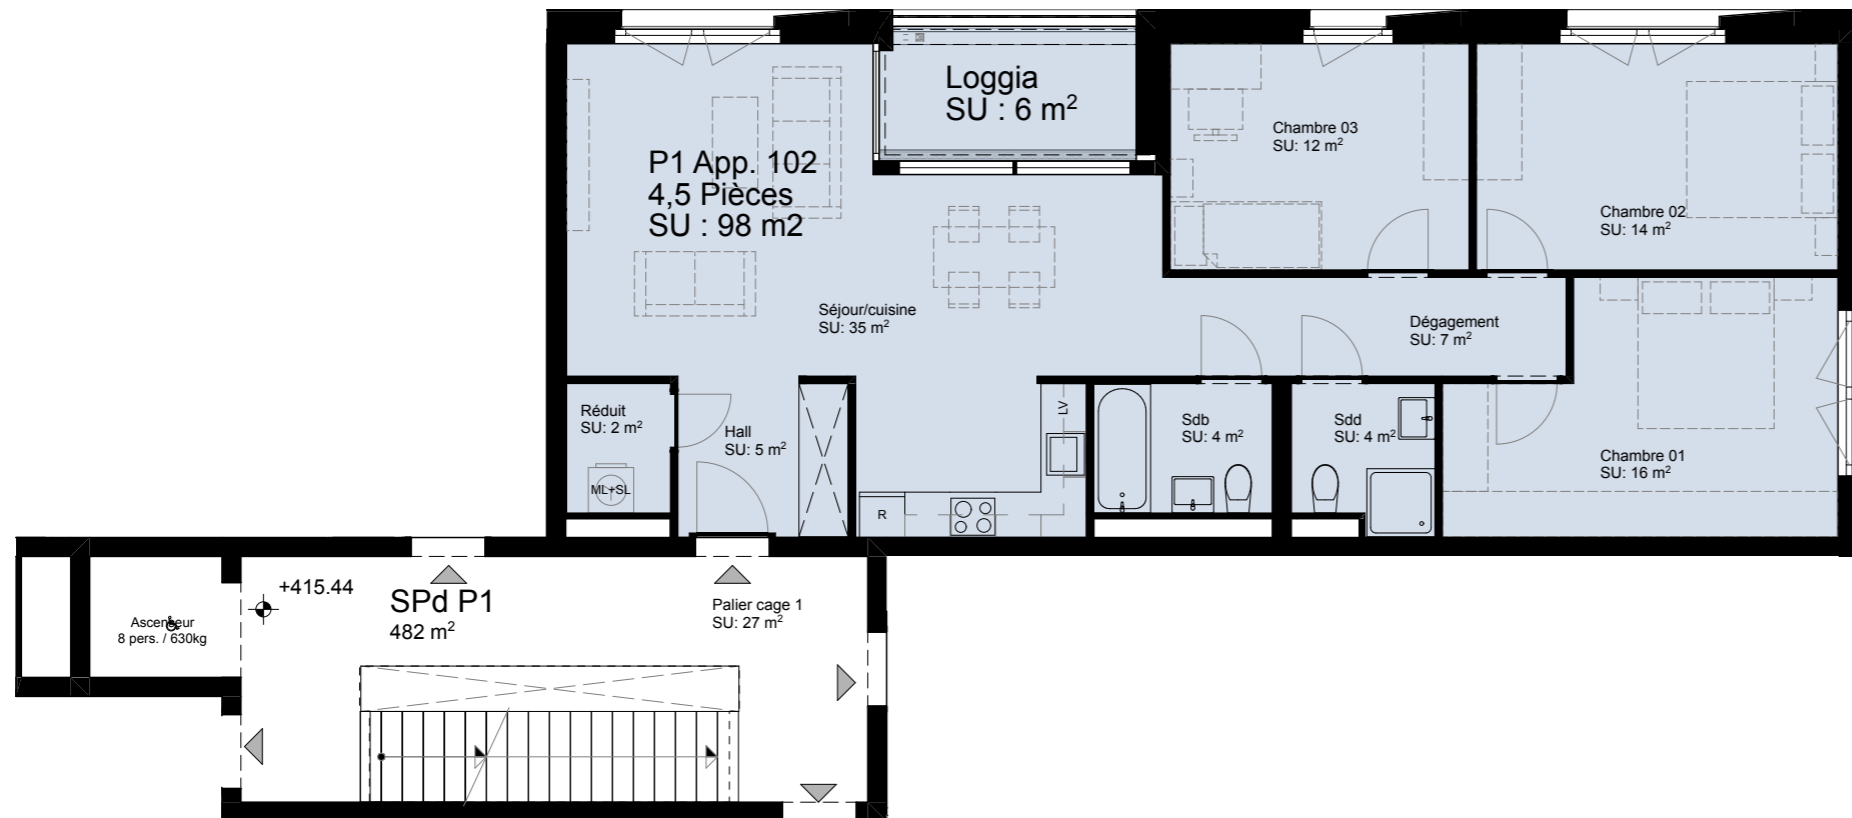 Loggia
SU : 6 m²
P1 App. 102
4,5 Pièces
SU : 98 m2
Chambre 03
SU: 12 m²
Chambre 02
SU: 14 m²
Séjour/cuisine
SU: 35 m²
Dégagement
SU: 7 m²
Réduit
SU: 2 m²
Hall
SU: 5 m²
LV
Sdb
SU: 4 m²
Sdd
SU: 4 m²
Chambre 01
SU: 16 m²
ML+SL
R
+415.44
SPd P1
482 m²
Palier cage 1
SU: 27 m²
Ascenseur
8 pers. / 630kg